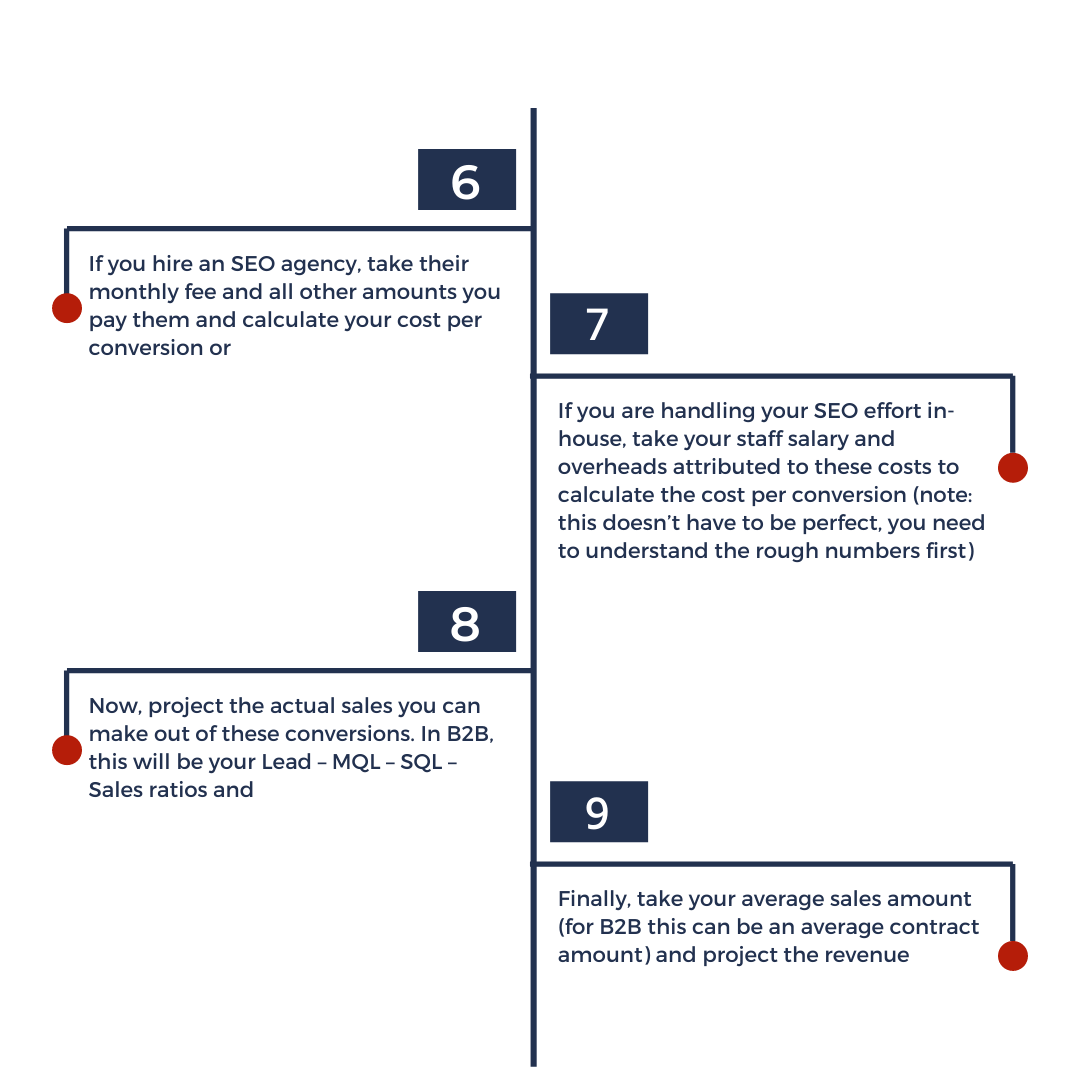 6
If you hire an SEO agency, take their
monthly fee and all other amounts you
pay them and calculate your cost per
conversion or
7
If you are handling your SEO effort in-
house, take your staff salary and
overheads attributed to these costs to
calculate the cost per conversion (note:
this doesn’t have to be perfect, you need
to understand the rough numbers first)
8
Now, project the actual sales you can
make out of these conversions. In B2B,
this will be your Lead – MQL – SQL –
Sales ratios and
9
Finally, take your average sales amount
(for B2B this can be an average contract
amount) and project the revenue